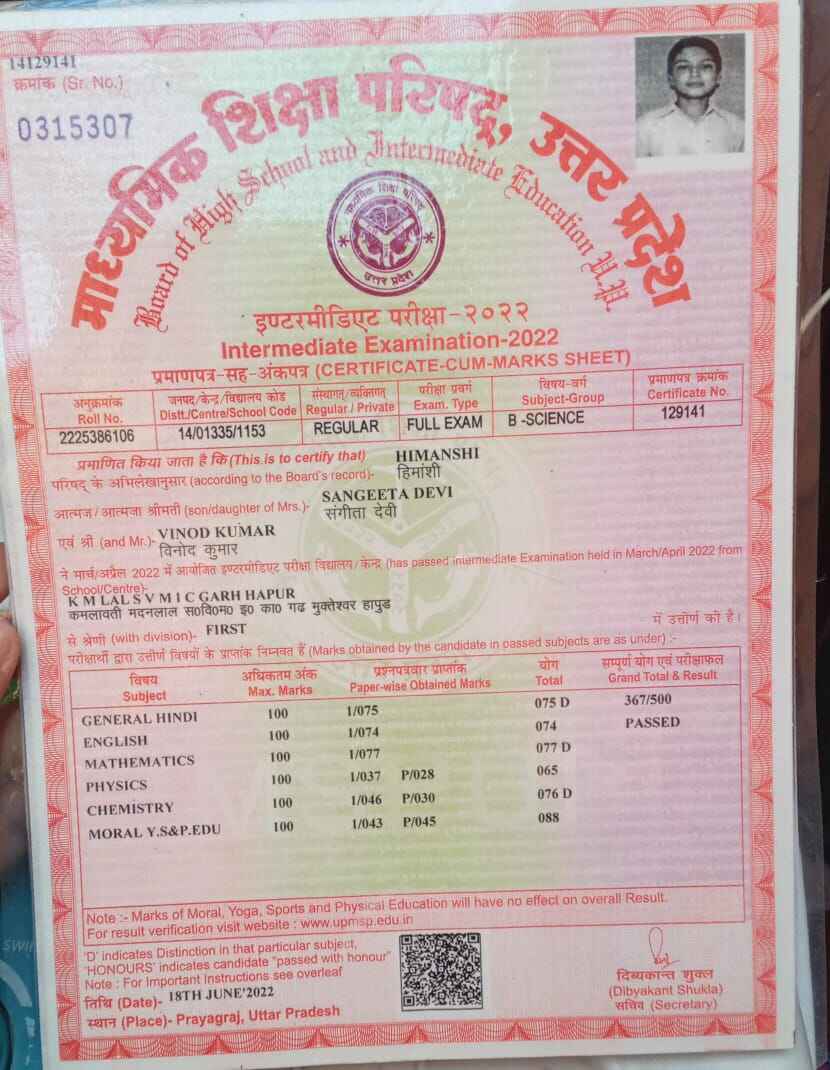 14129141
क्रमांक (Sr. No.)
0315307
माध्यमिक शिक्षा परिषद्, उत्तर प्रदेश
Board of High School and Intermediate Education U.P.
माध्यमिक शिक्षा परिषद्
उत्तर प्रदेश
इण्टरमीडिएट परीक्षा-२०२२
Intermediate Examination-2022
प्रमाणपत्र-सह-अंकपत्र (CERTIFICATE-CUM-MARKS SHEET)
अनुक्रमांक जनपद/केन्द्र/विद्यालय कोड संस्थागत/व्यक्तिगत परीक्षा प्रवर्ग विषय-वर्ग प्रमाणपत्र क्रमांक
Roll No. Distt./Centre/School Code Regular / Private Exam. Type Subject-Group Certificate No.
2225386106 14/01335/1153 REGULAR FULL EXAM B -SCIENCE 129141
प्रमाणित किया जाता है कि (This is to certify that) HIMANSHI
परिषद् के अभिलेखानुसार (according to the Board's record)- हिमांशी
SANGEETA DEVI
आत्मज/आत्मजा श्रीमती (son/daughter of Mrs.)- संगीता देवी
एवं श्री (and Mr.)- VINOD KUMAR
विनोद कुमार
ने मार्च/अप्रैल 2022 में आयोजित इण्टरमीडिएट परीक्षा विद्यालय/केन्द्र (has passed intermediate Examination held in March/April 2022 from
School/Centre)-
K M LAL S V M I C GARH HAPUR
कमलावती मदनलाल स०वि०म० इ० का० गढ मुक्तेश्वर हापुड
में उत्तीर्ण की है।
से श्रेणी (with division)- FIRST
परीक्षार्थी द्वारा उत्तीर्ण विषयों के प्राप्तांक निम्नवत हैं (Marks obtained by the candidate in passed subjects are as under) :-
विषय अधिकतम अंक प्रश्नपत्रवार प्राप्तांक योग सम्पूर्ण योग एवं परीक्षाफल
Subject Max. Marks Paper-wise Obtained Marks Total Grand Total & Result
GENERAL HINDI 100 1/075 075 D 367/500
ENGLISH 100 1/074 074 PASSED
MATHEMATICS 100 1/077 077 D
PHYSICS 100 1/037 P/028 065
CHEMISTRY 100 1/046 P/030 076 D
MORAL Y.S&P.EDU 100 1/043 P/045 088
Note :- Marks of Moral, Yoga, Sports and Physical Education will have no effect on overall Result.
For result verification visit website : www.upmsp.edu.in
'D' indicates Distinction in that particular subject,
'HONOURS' indicates candidate "passed with honour"
Note : For Important Instructions see overleaf
तिथि (Date)- 18TH JUNE'2022
स्थान (Place)- Prayagraj, Uttar Pradesh
दिब्यकान्त शुक्ल
(Dibyakant Shukla)
सचिव (Secretary)